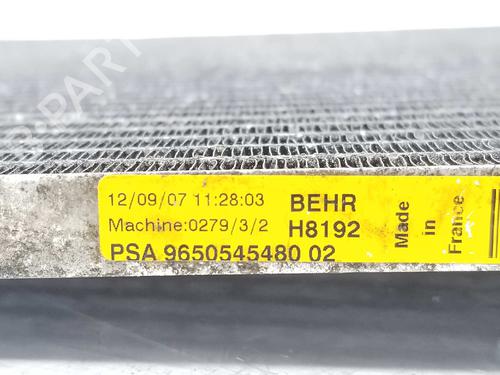 12/09/07 11:28:03 BEHR
Machine:0279/3/2 H8192
PSA 9650545480 02
Made
in
France